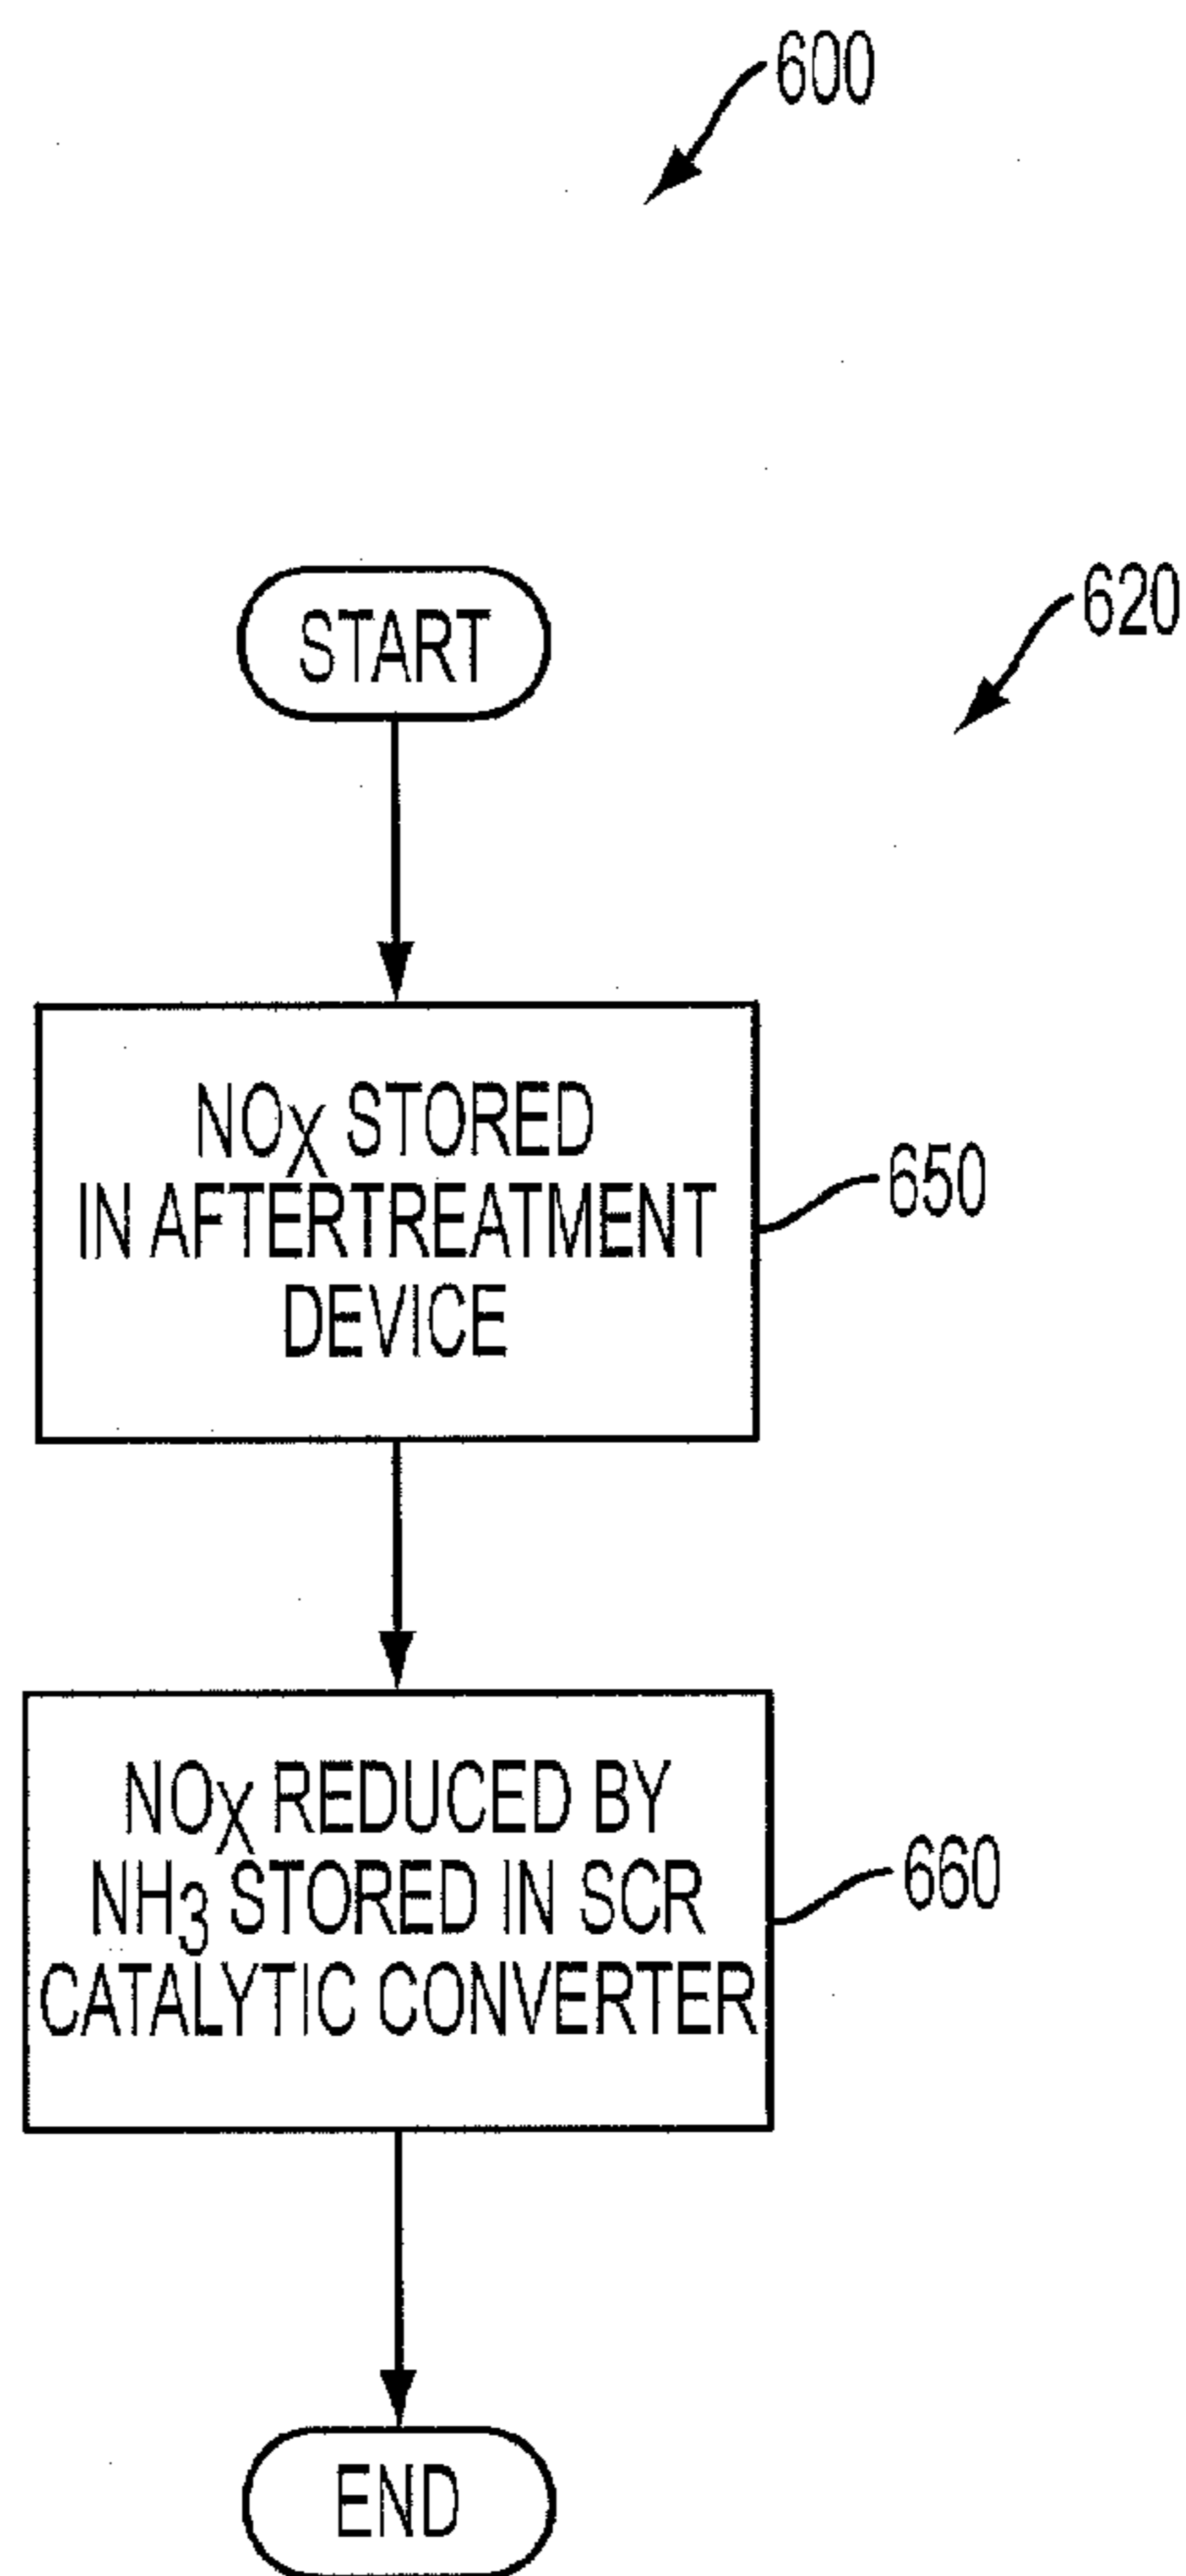 600
620
START
NOX STORED
IN AFTERTREATMENT
DEVICE
650
NOX REDUCED BY
NH3 STORED IN SCR
CATALYTIC CONVERTER
660
END